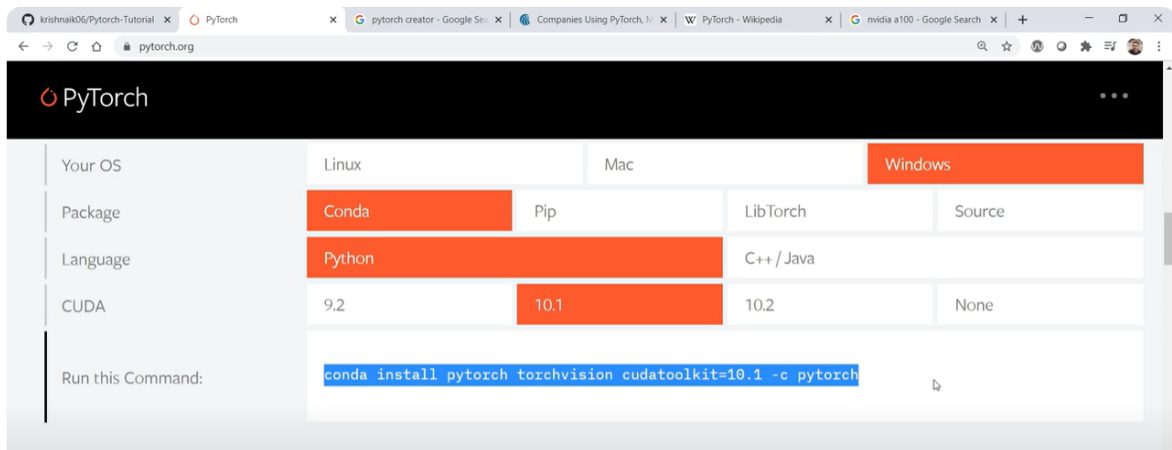 krishnaik06/Pytorch-Tutorial
PyTorch
pytorch creator - Google Sea
Companies Using PyTorch, M
W PyTorch - Wikipedia
nvidia a100 - Google Search
pytorch.org
PyTorch
Your OS Linux Mac Windows
Package Conda Pip LibTorch Source
Language Python C++ / Java
CUDA 9.2 10.1 10.2 None
Run this Command: conda install pytorch torchvision cudatoolkit=10.1 -c pytorch